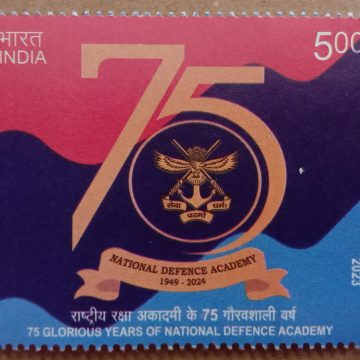 भारत
INDIA
500
75
सेवा परमो धर्मः
NATIONAL DEFENCE ACADEMY
1949 - 2024
2023
राष्ट्रीय रक्षा अकादमी के 75 गौरवशाली वर्ष
75 GLORIOUS YEARS OF NATIONAL DEFENCE ACADEMY